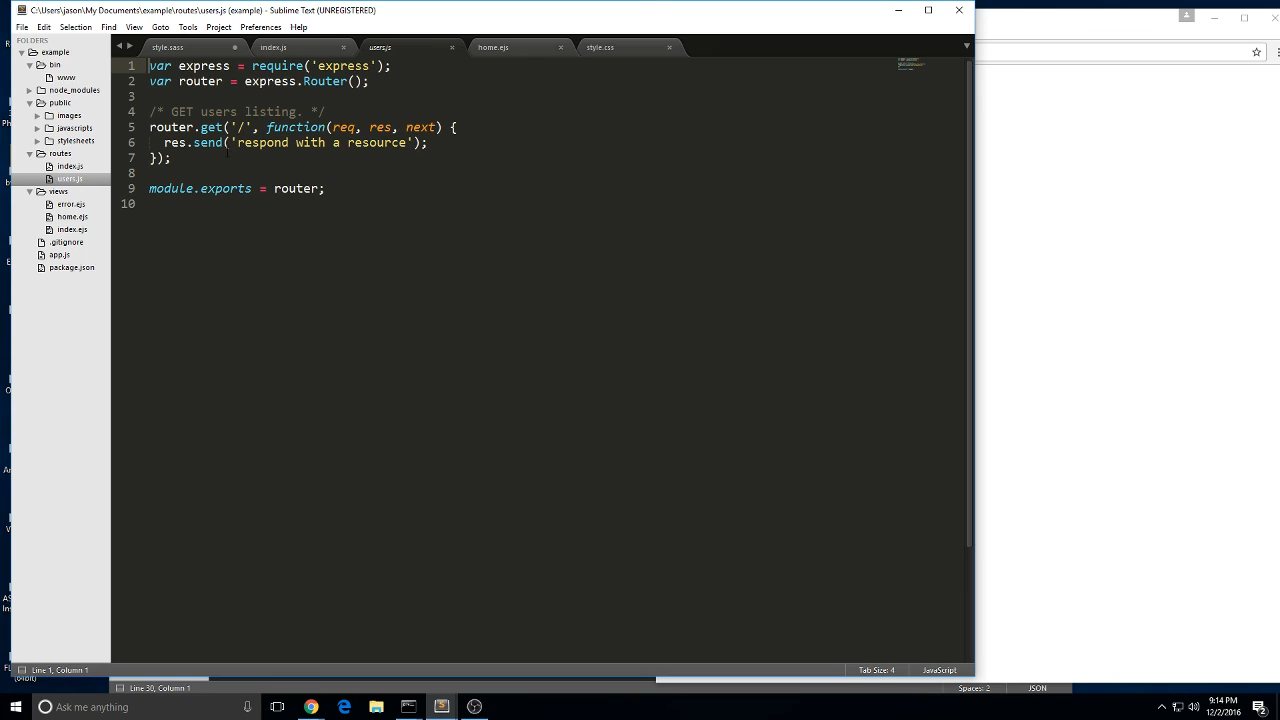 C:\Users\jason\My Documents\example\routes\users.js (example) - Sublime Text (UNREGISTERED)
File Edit Selection Find View Goto Tools Project Preferences Help
FOLDERS
example
bin
www
node_modules
public
images
javascripts
stylesheets
routes
index.js
users.js
views
error.ejs
home.ejs
index.ejs
.gitignore
app.js
package.json
style.sass index.js users.js home.ejs style.css
1 var express = require('express');
2 var router = express.Router();
3
4 /* GET users listing. */
5 router.get('/', function(req, res, next) {
6 res.send('respond with a resource');
7 });
8
9 module.exports = router;
10
Line 1, Column 1 Tab Size: 4 JavaScript
(64bit) Line 30, Column 1 Spaces: 2 JSON
Ask me anything
9:14 PM
12/2/2016
2